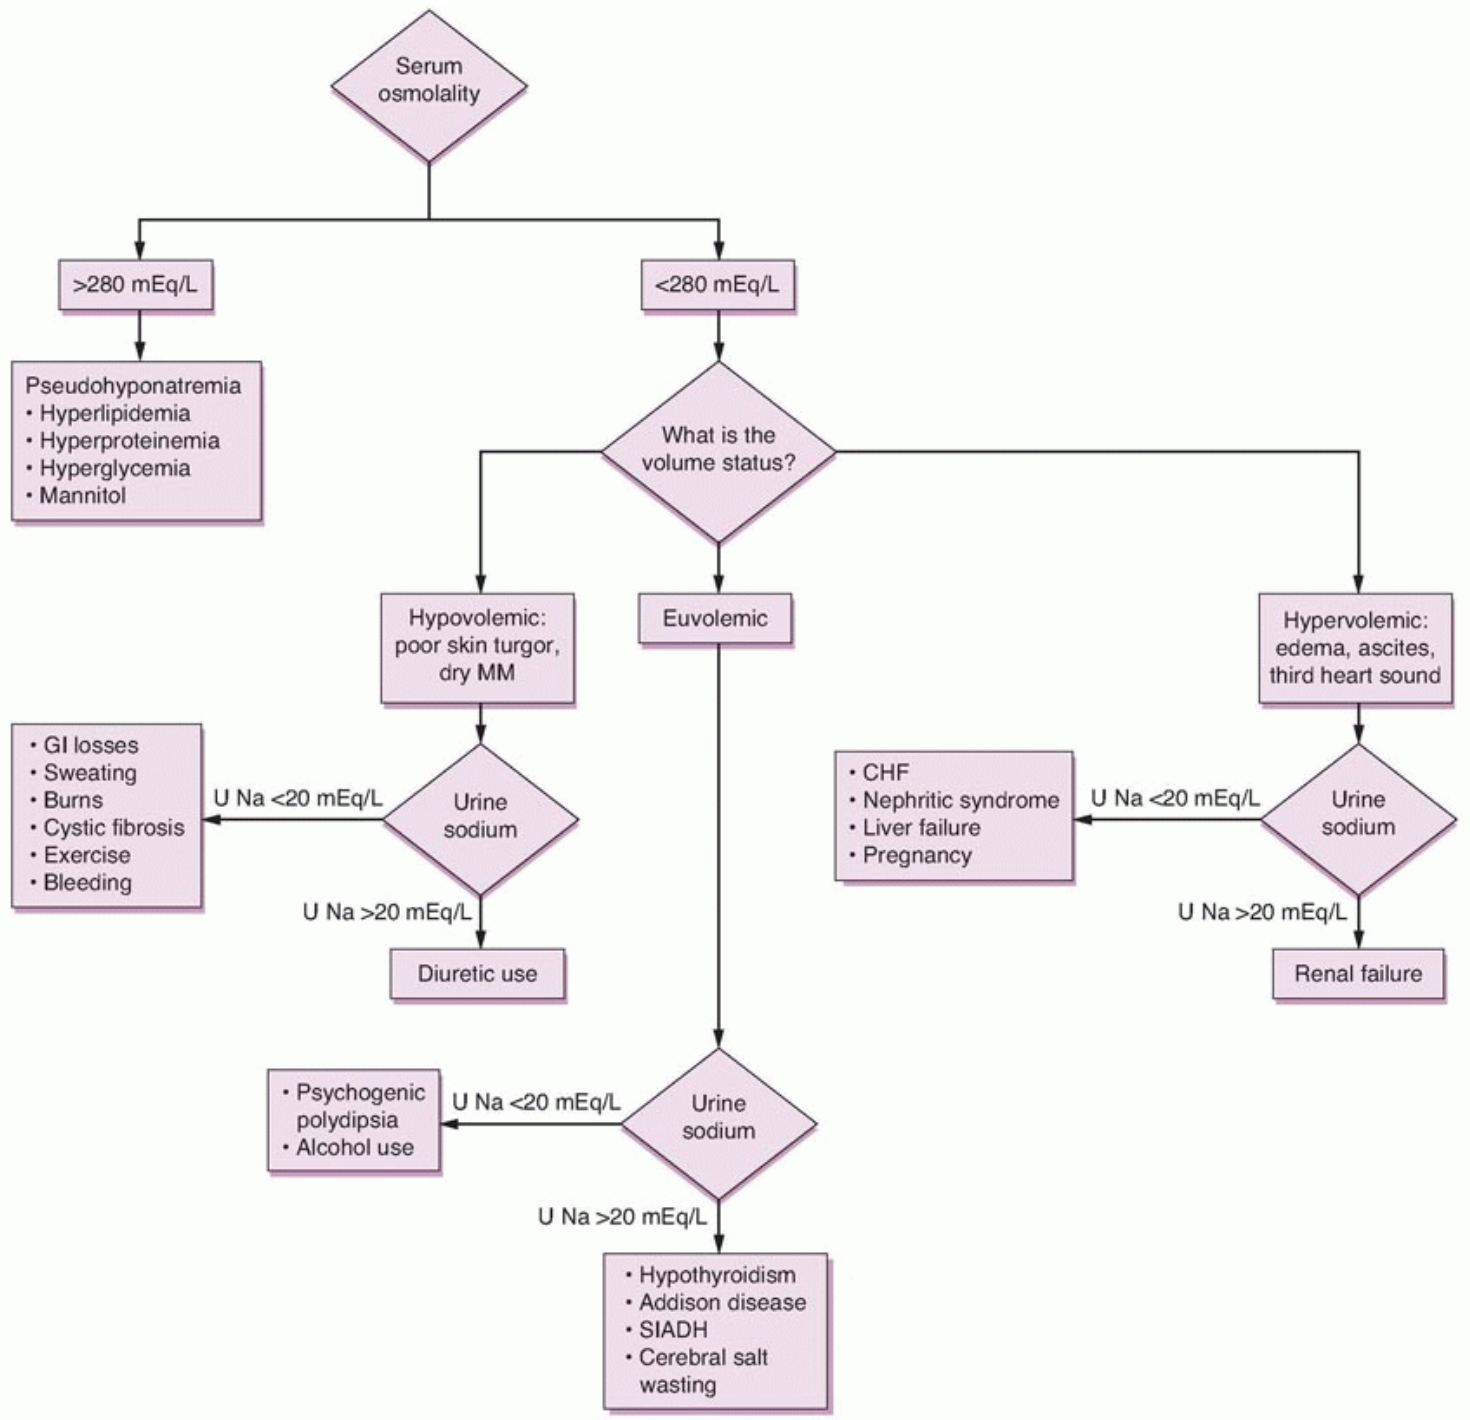 Serum
osmolality
>280 mEq/L
<280 mEq/L
Pseudohyponatremia
• Hyperlipidemia
• Hyperproteinemia
• Hyperglycemia
• Mannitol
What is the
volume status?
Hypovolemic:
poor skin turgor,
dry MM
Euvolemic
Hypervolemic:
edema, ascites,
third heart sound
• GI losses
• Sweating
• Burns
• Cystic fibrosis
• Exercise
• Bleeding
U Na <20 mEq/L
Urine
sodium
U Na >20 mEq/L
Diuretic use
• CHF
• Nephritic syndrome
• Liver failure
• Pregnancy
U Na <20 mEq/L
Urine
sodium
U Na >20 mEq/L
Renal failure
• Psychogenic
polydipsia
• Alcohol use
U Na <20 mEq/L
Urine
sodium
U Na >20 mEq/L
• Hypothyroidism
• Addison disease
• SIADH
• Cerebral salt
wasting